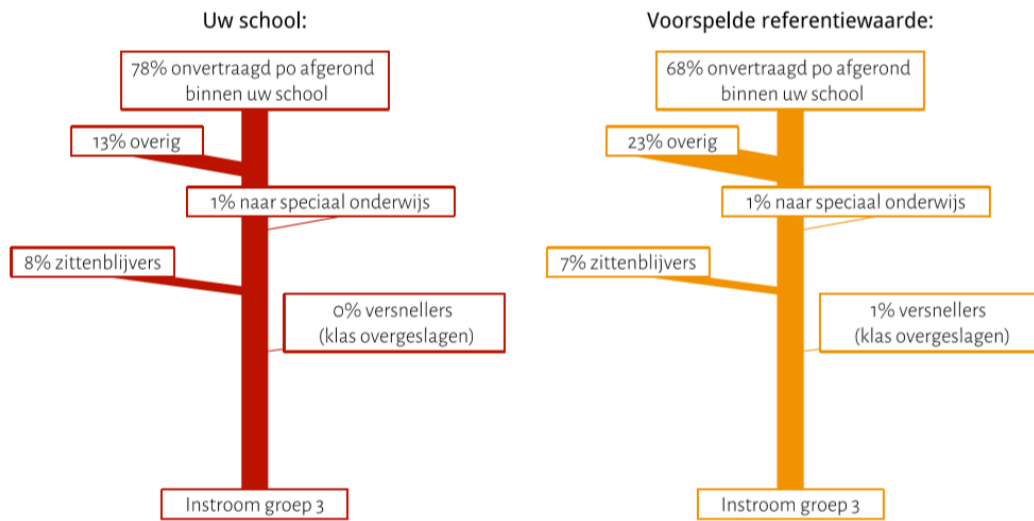 Uw school:
78% onvertraagd po afgerond
binnen uw school
13% overig
1% naar speciaal onderwijs
8% zittenblijvers
0% versnellers
(klas overgeslagen)
Instroom groep 3
Voorspelde referentiewaarde:
68% onvertraagd po afgerond
binnen uw school
23% overig
1% naar speciaal onderwijs
7% zittenblijvers
1% versnellers
(klas overgeslagen)
Instroom groep 3